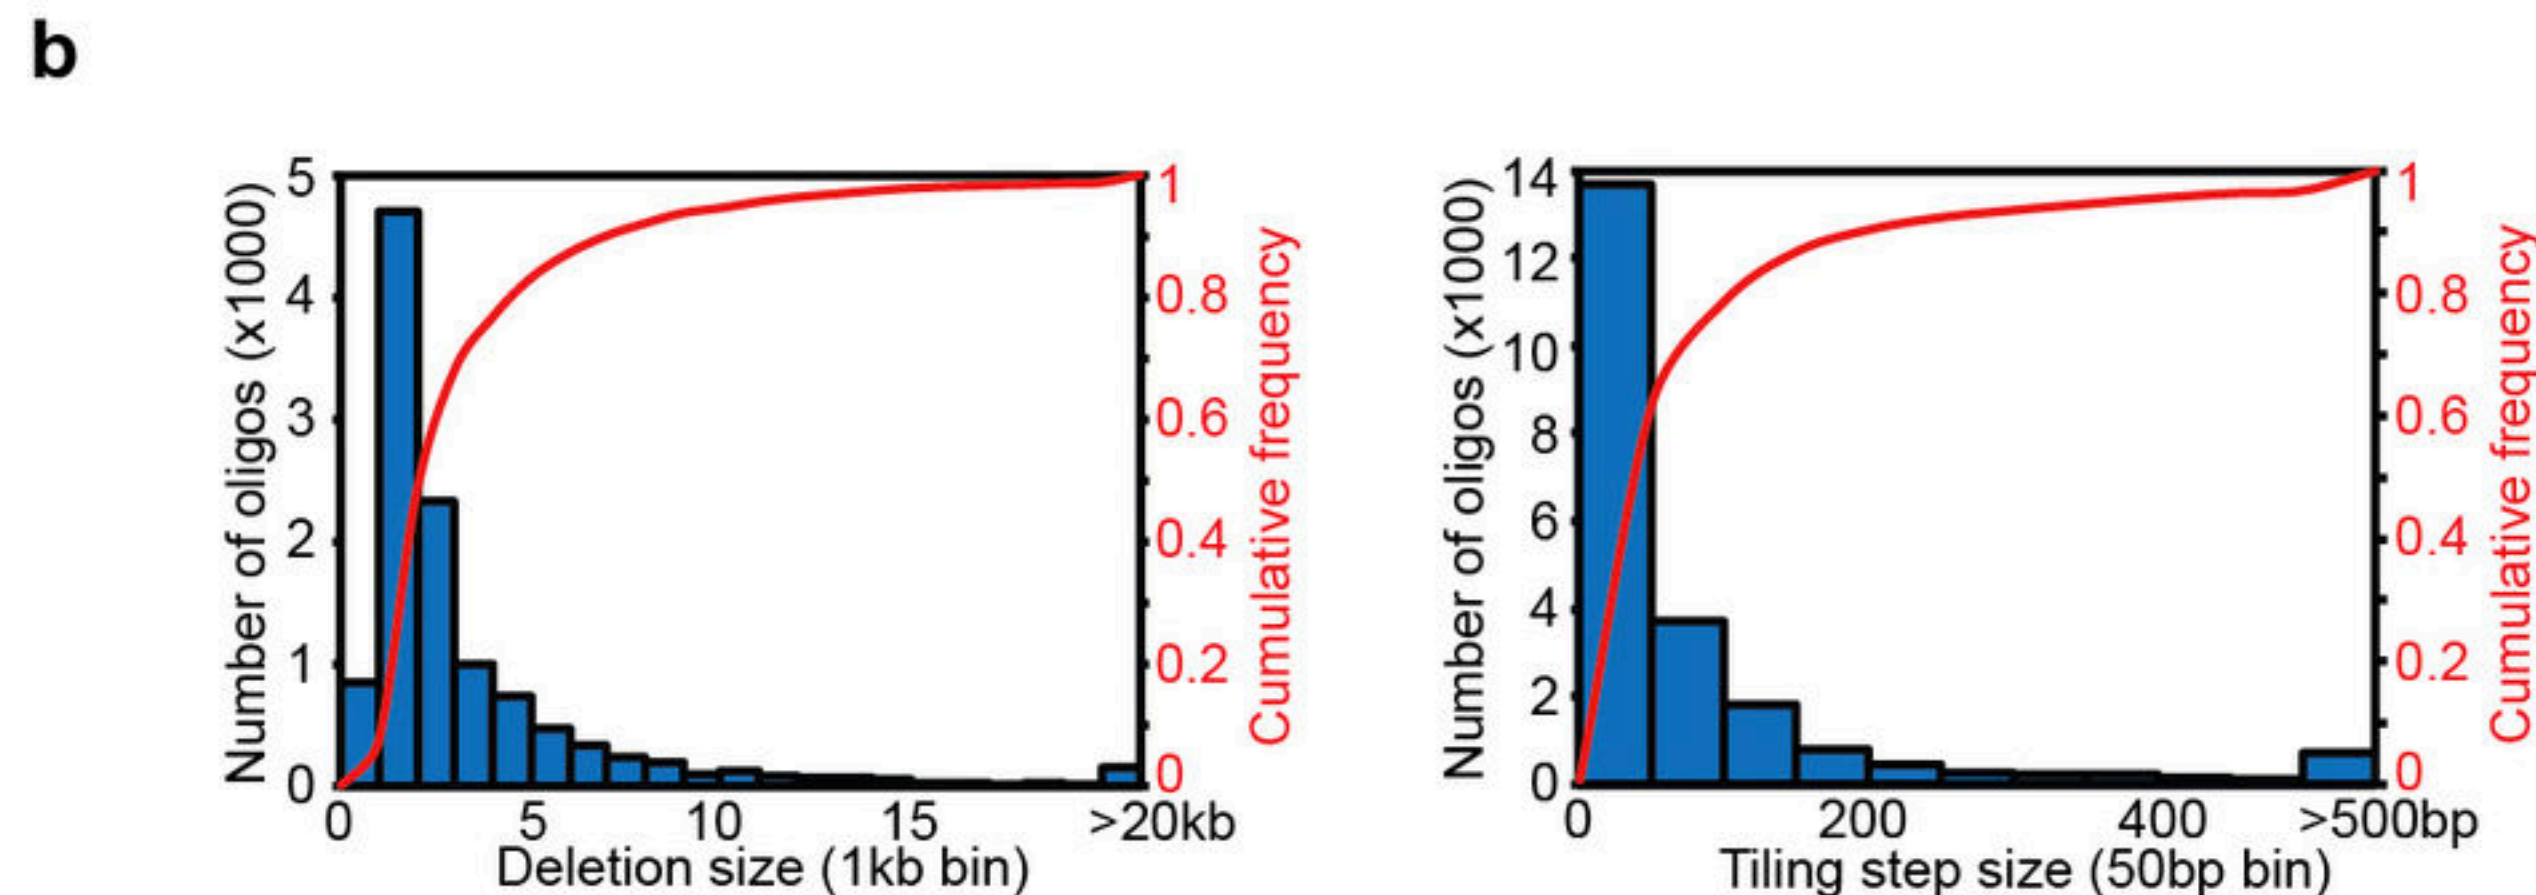 b
Number of oligos (x1000)
5
4
3
2
1
0
0 5 10 15 >20kb
Deletion size (1kb bin)
1
0.8
0.6
0.4
0.2
0
Cumulative frequency
Number of oligos (x1000)
14
12
10
8
6
4
2
0
0 200 400 >500bp
Tiling step size (50bp bin)
1
0.8
0.6
0.4
0.2
0
Cumulative frequency